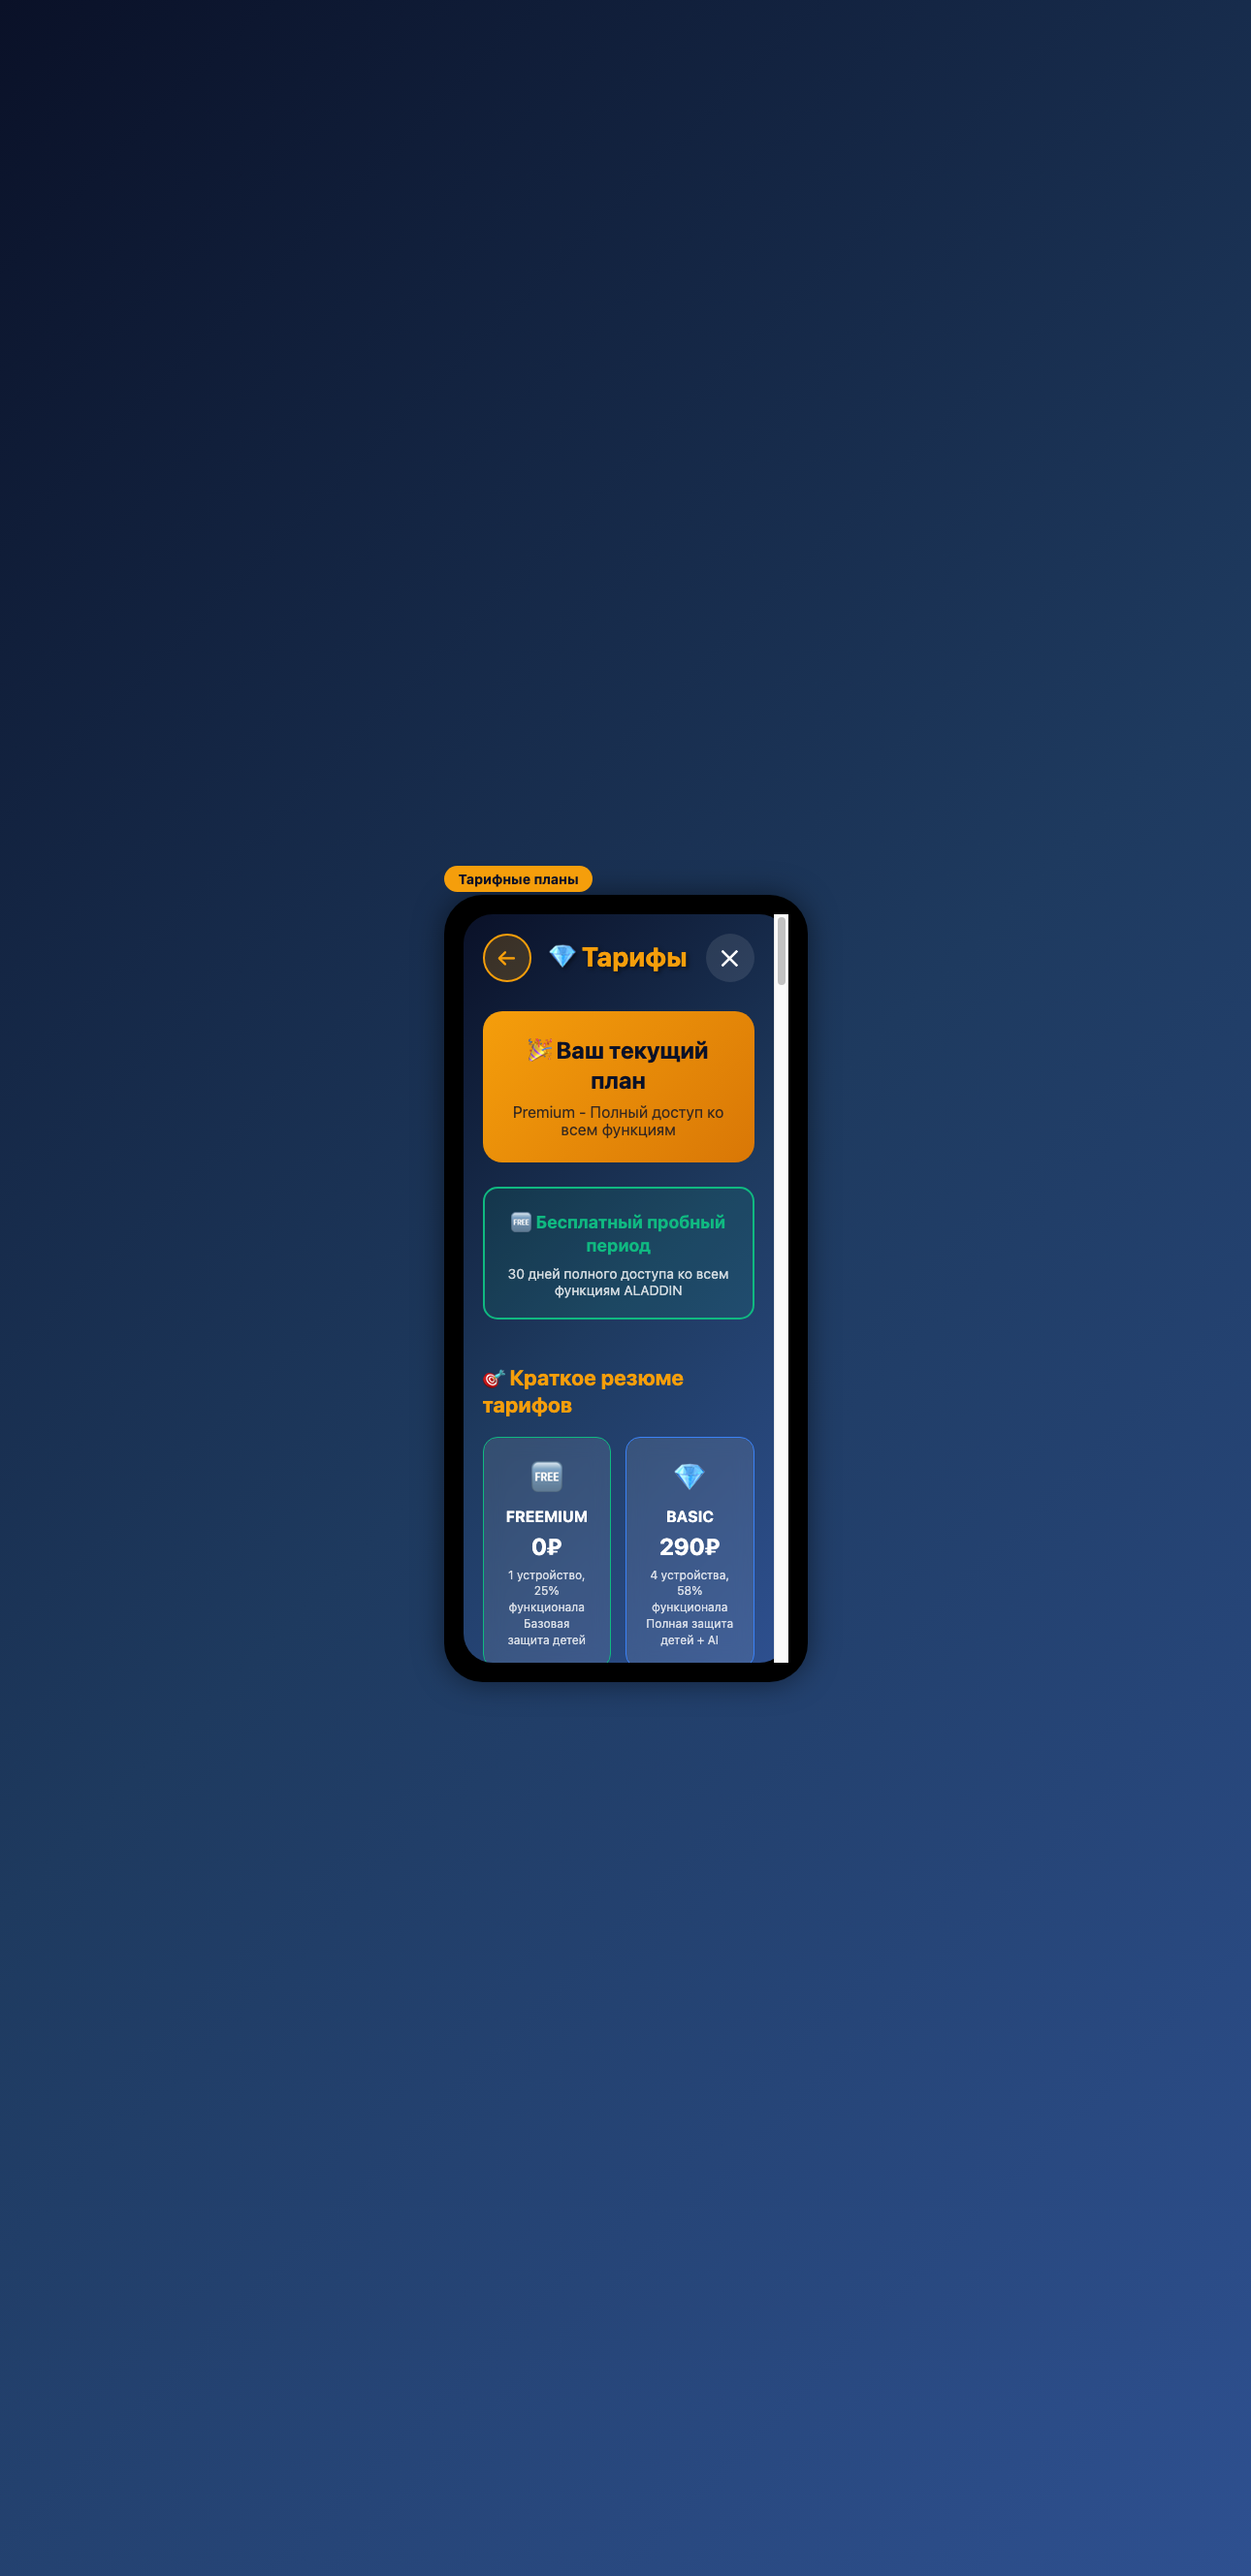 Тарифные планы
💎 Тарифы
🎉 Ваш текущий
план
Premium - Полный доступ ко
всем функциям
🆓 Бесплатный пробный
период
30 дней полного доступа ко всем
функциям ALADDIN
🎯 Краткое резюме
тарифов
FREE
FREEMIUM
0₽
1 устройство,
25%
функционала
Базовая
защита детей
💎
BASIC
290₽
4 устройства,
58%
функционала
Полная защита
детей + AI